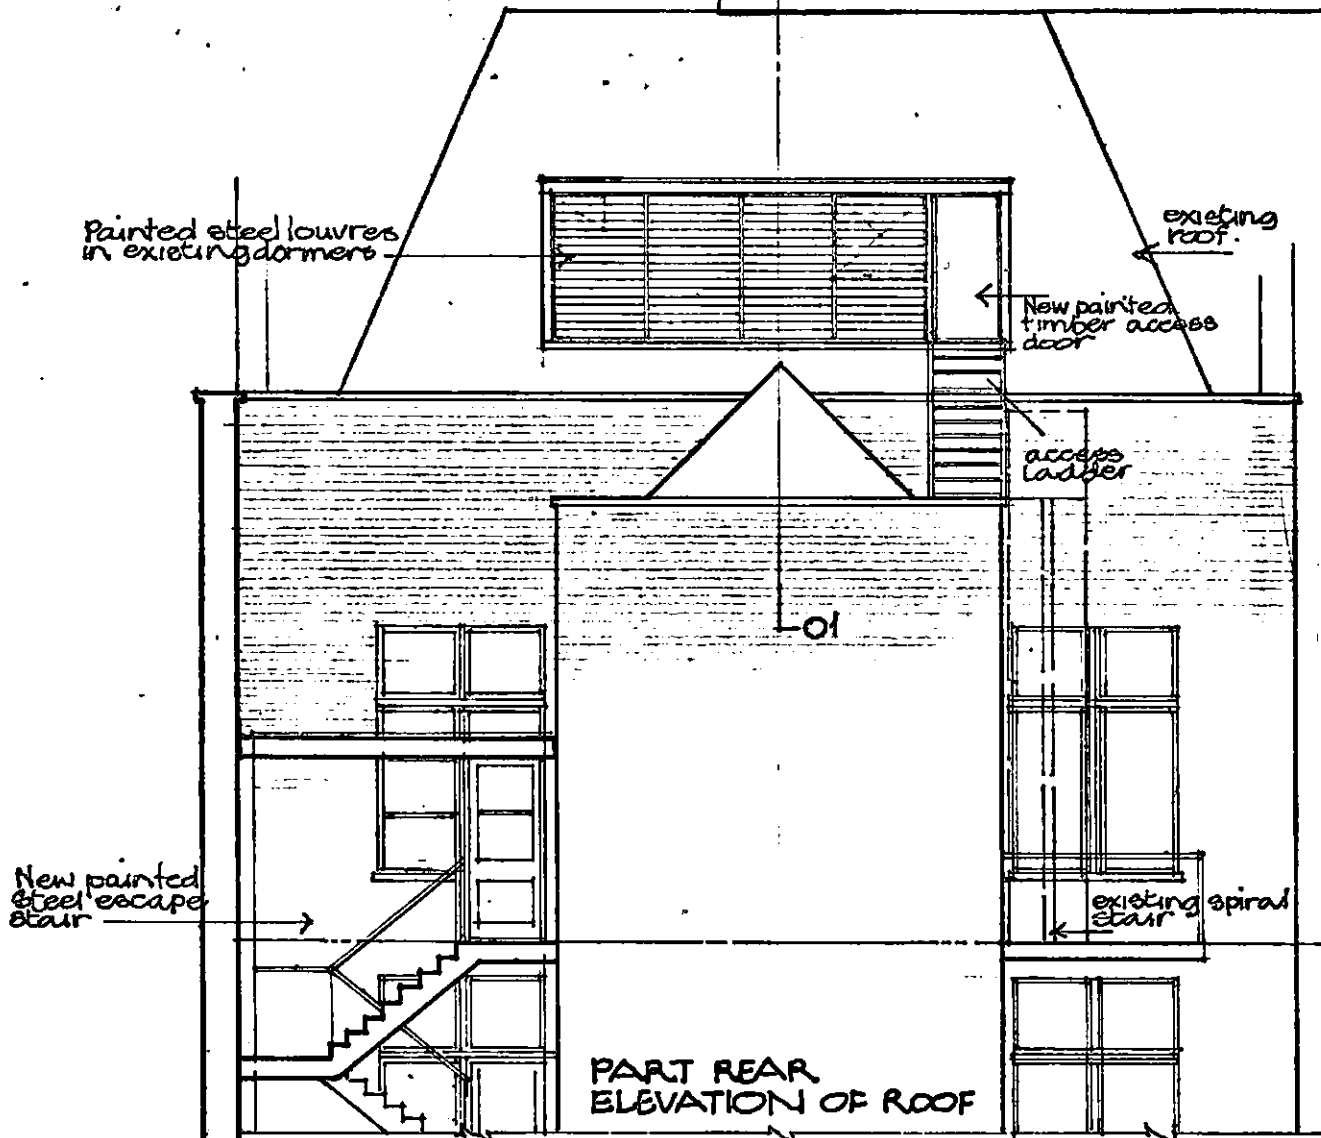 Painted steel louvres
in existing dormers
existing
roof.
New painted
timber access
door
access
ladder
01
New painted
steel escape
stair
existing spiral
stair
PART REAR
ELEVATION OF ROOF